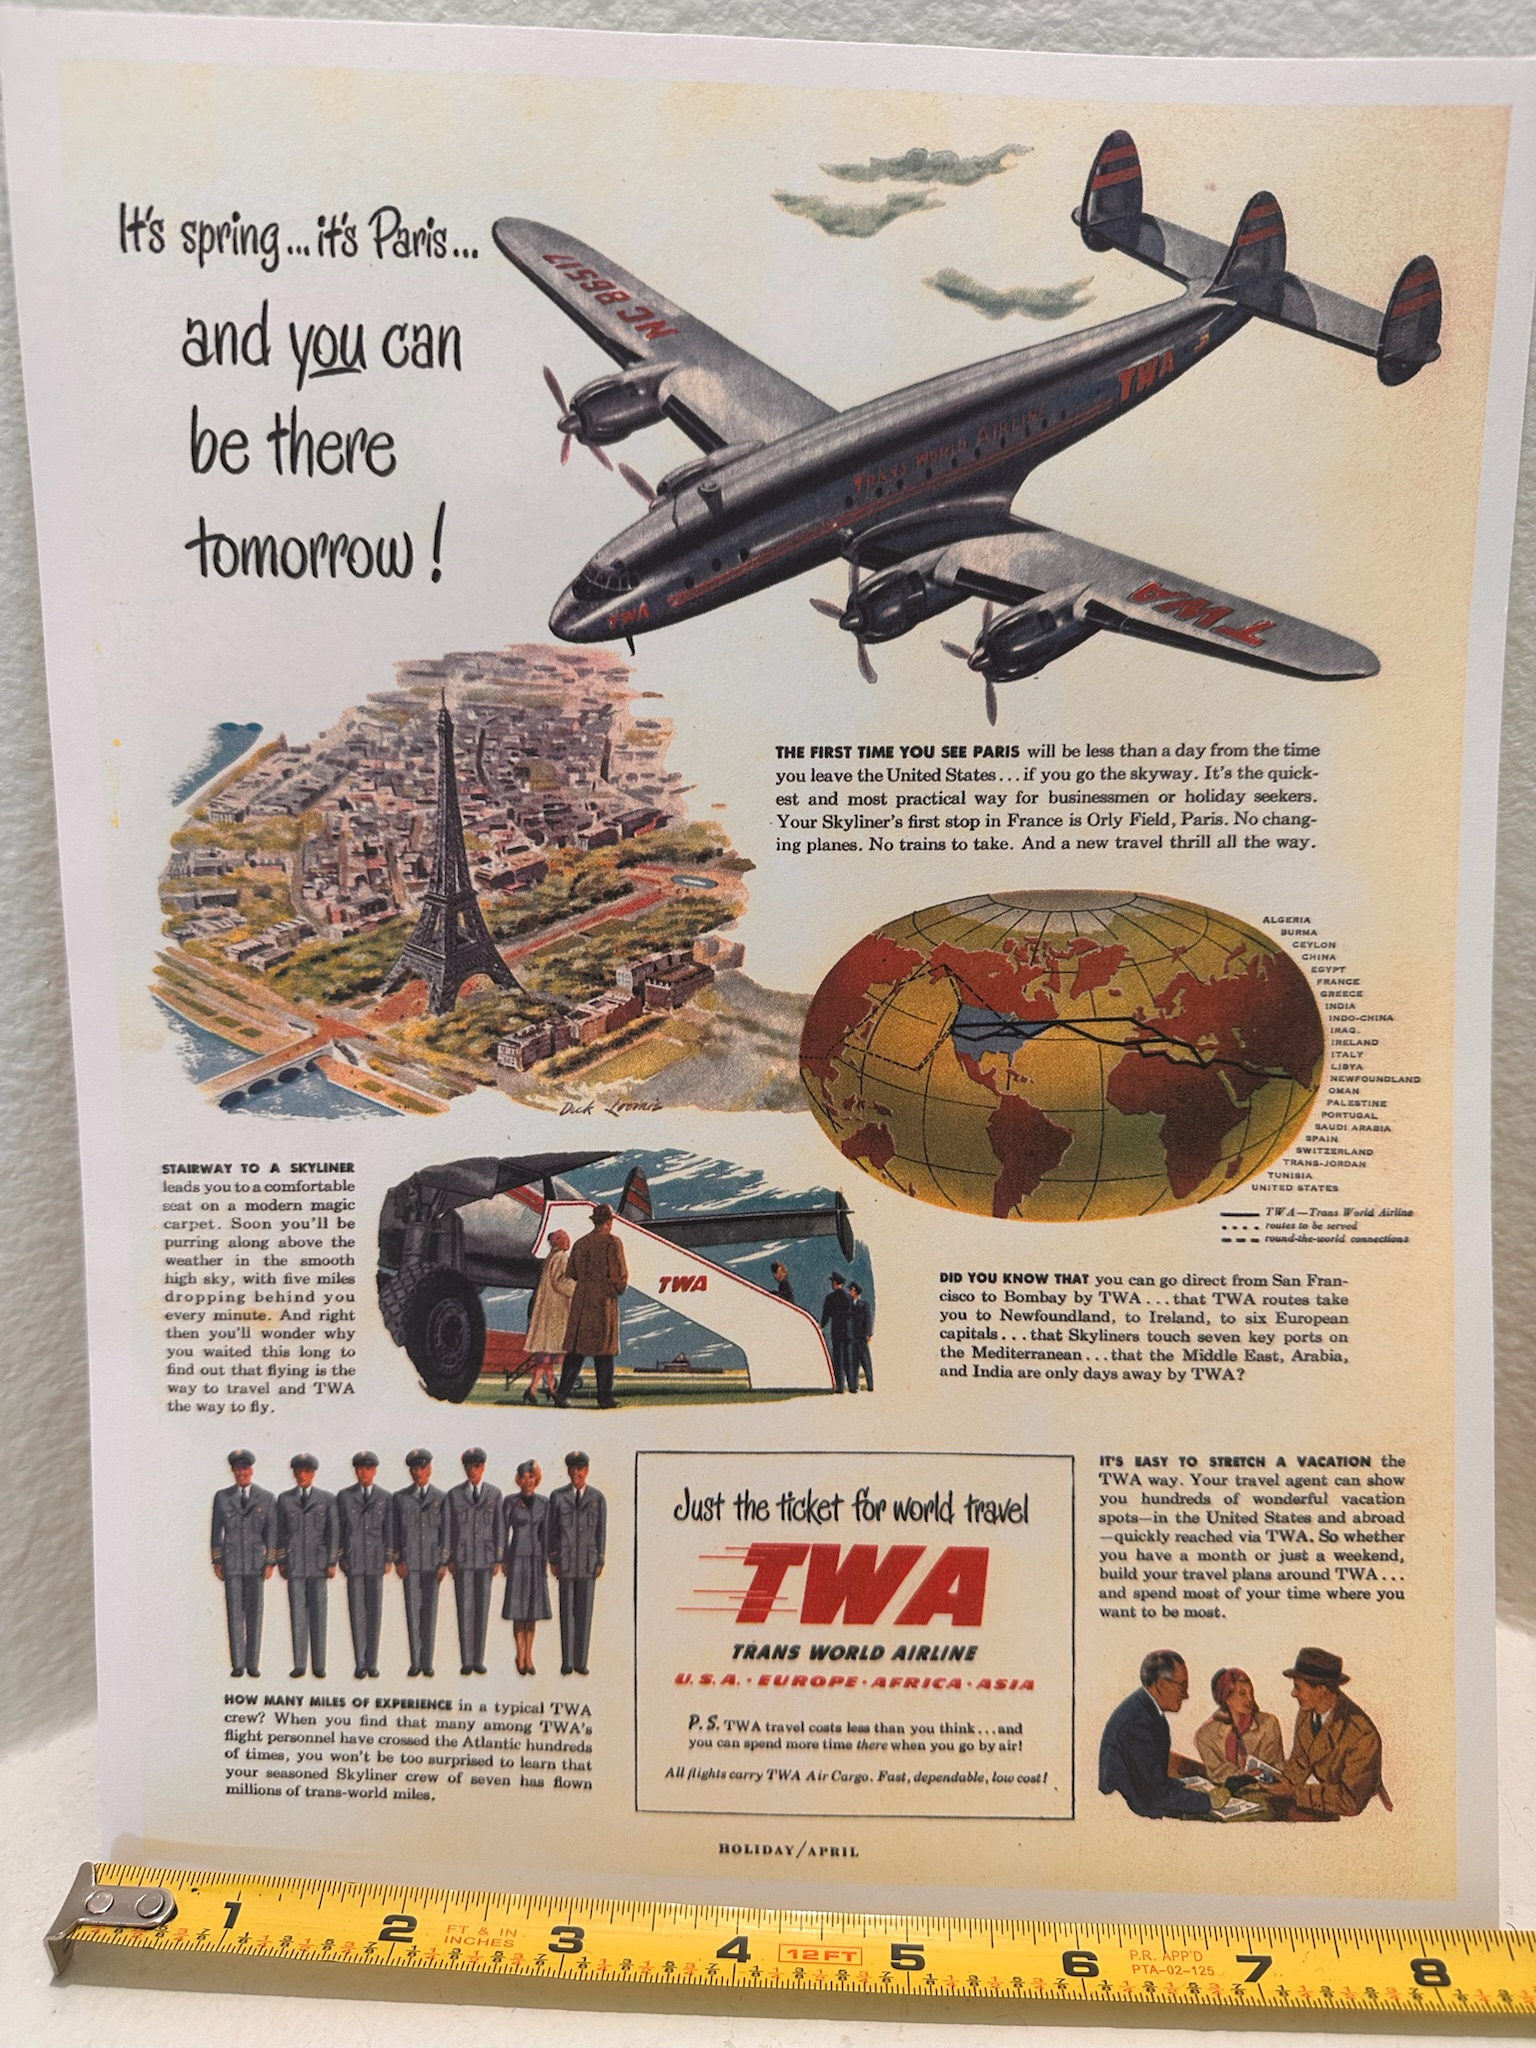 It's spring...it's Paris...
and you can
be there
tomorrow!
NC 86517
TWA
TRANS WORLD AIRLINE
TWA
TWA
THE FIRST TIME YOU SEE PARIS will be less than a day from the time
you leave the United States...if you go the skyway. It's the quick-
est and most practical way for businessmen or holiday seekers.
Your Skyliner's first stop in France is Orly Field, Paris. No chang-
ing planes. No trains to take. And a new travel thrill all the way.
ALGERIA
BURMA
CEYLON
CHINA
EGYPT
FRANCE
GREECE
INDIA
INDO-CHINA
IRAQ
IRELAND
ITALY
LIBYA
NEWFOUNDLAND
OMAN
PALESTINE
PORTUGAL
SAUDI ARABIA
SPAIN
SWITZERLAND
TRANS-JORDAN
TUNISIA
UNITED STATES
TWA—Trans World Airline
routes to be served
round-the-world connections
Dick Loomis
STAIRWAY TO A SKYLINER
leads you to a comfortable
seat on a modern magic
carpet. Soon you'll be
purring along above the
weather in the smooth
high sky, with five miles
dropping behind you
every minute. And right
then you'll wonder why
you waited this long to
find out that flying is the
way to travel and TWA
the way to fly.
TWA
DID YOU KNOW THAT you can go direct from San Fran-
cisco to Bombay by TWA...that TWA routes take
you to Newfoundland, to Ireland, to six European
capitals...that Skyliners touch seven key ports on
the Mediterranean...that the Middle East, Arabia,
and India are only days away by TWA?
HOW MANY MILES OF EXPERIENCE in a typical TWA
crew? When you find that many among TWA's
flight personnel have crossed the Atlantic hundreds
of times, you won't be too surprised to learn that
your seasoned Skyliner crew of seven has flown
millions of trans-world miles.
Just the ticket for world travel
TWA
TRANS WORLD AIRLINE
U.S.A. · EUROPE · AFRICA · ASIA
P.S. TWA travel costs less than you think...and
you can spend more time there when you go by air!
All flights carry TWA Air Cargo. Fast, dependable, low cost!
IT'S EASY TO STRETCH A VACATION the
TWA way. Your travel agent can show
you hundreds of wonderful vacation
spots—in the United States and abroad
—quickly reached via TWA. So whether
you have a month or just a weekend,
build your travel plans around TWA...
and spend most of your time where you
want to be most.
HOLIDAY/APRIL
1 2 3 4 5 6 7 8
FT & IN
INCHES
12FT
P.R. APP'D
PTA-02-125